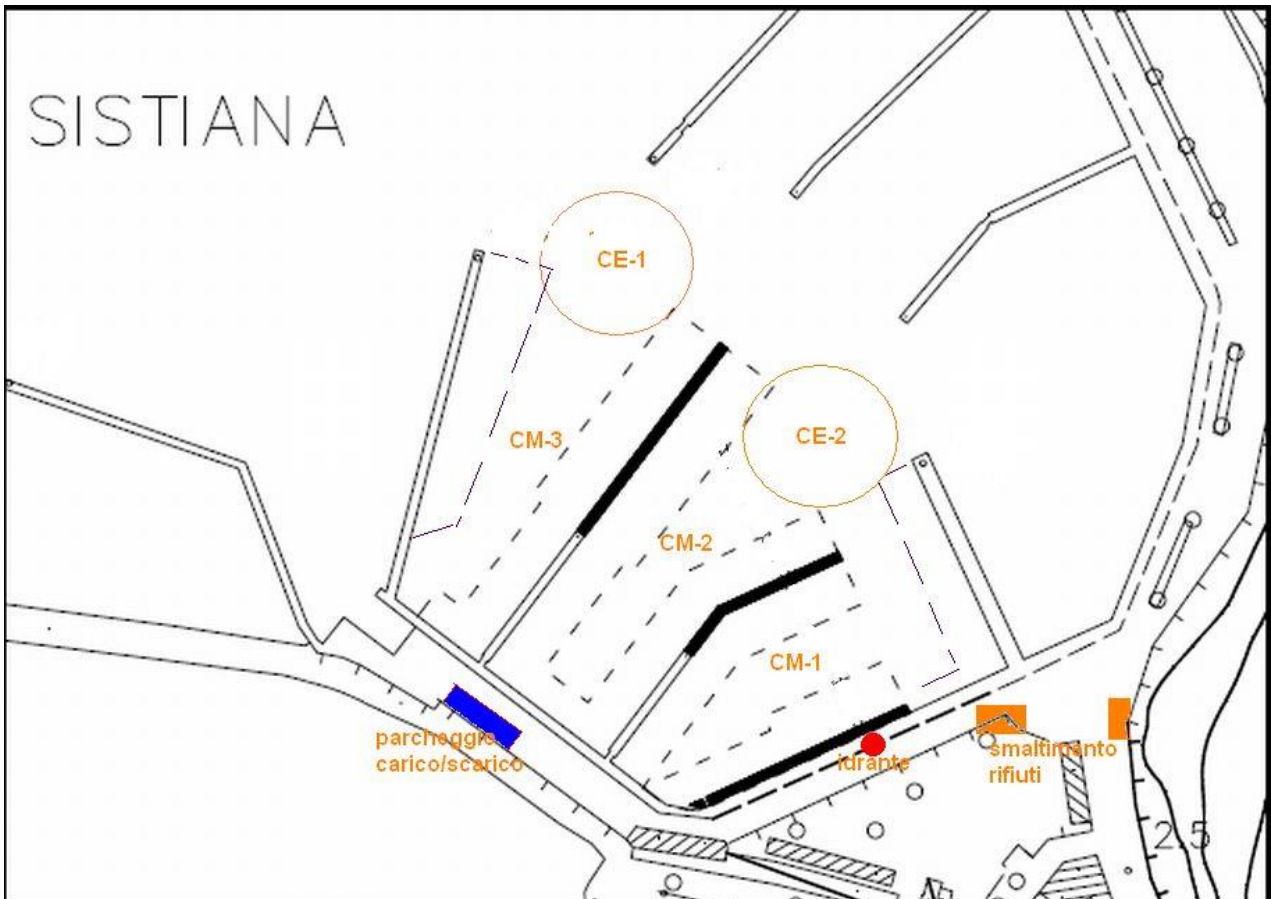 SISTIANA
CE-1
CM-3
CE-2
CM-2
CM-1
parcheggio
carico/scarico
idrante
smaltimento
rifiuti
2.5